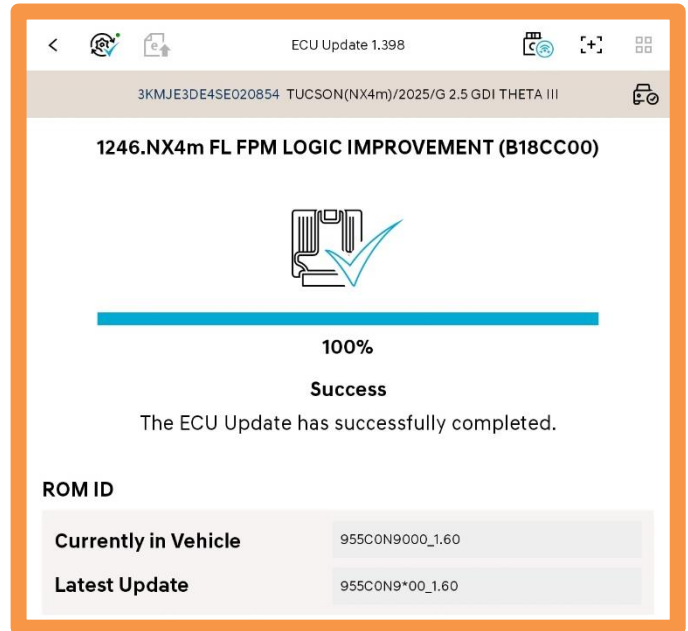 ECU Update 1.398
3KMJE3DE4SE020854 TUCSON(NX4m)/2025/G 2.5 GDI THETA III
1246.NX4m FL FPM LOGIC IMPROVEMENT (B18CC00)
100%
Success
The ECU Update has successfully completed.
ROM ID
Currently in Vehicle 955C0N9000_1.60
Latest Update 955C0N9*00_1.60